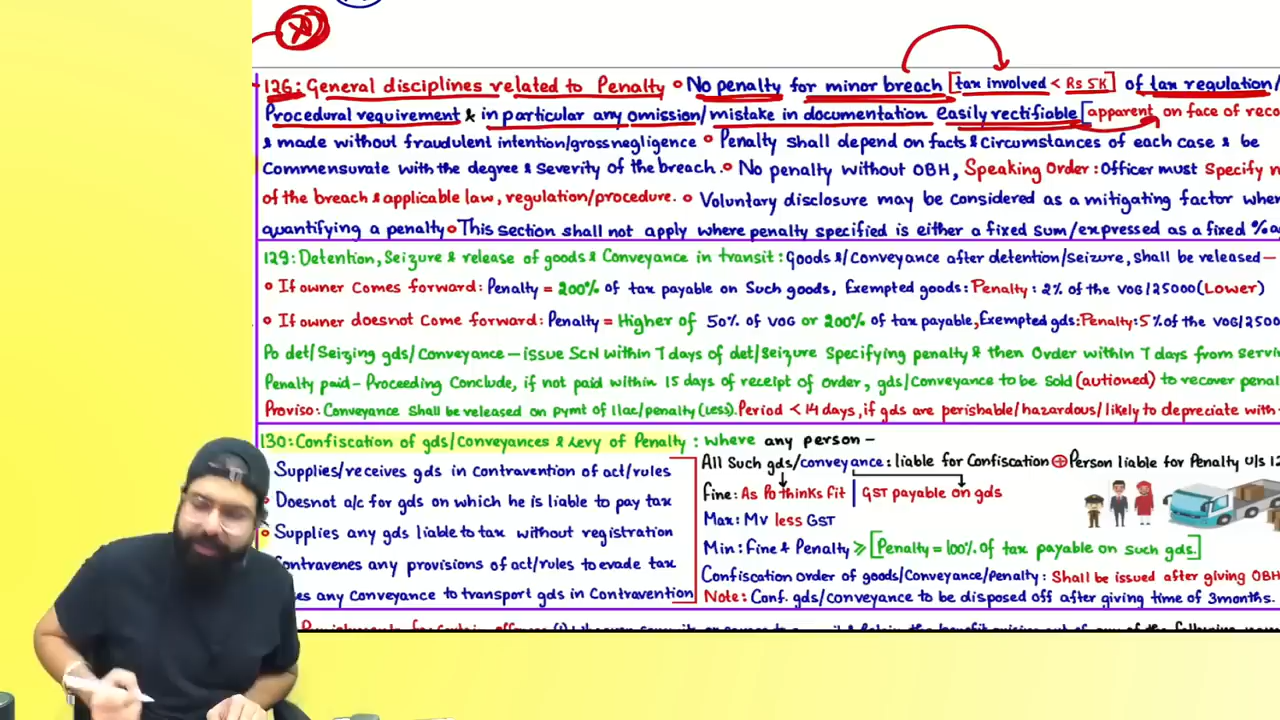 126: General disciplines related to Penalty ∘ No penalty for minor breach [tax involved < Rs 5K] of tax regulation/
Procedural requirement & in particular any omission/mistake in documentation easily rectifiable [apparent on face of reco
& made without fraudulent intention/gross negligence ∘ Penalty shall depend on facts & Circumstances of each case & be
Commensurate with the degree & Severity of the breach. ∘ No penalty without OBH, Speaking Order: Officer must Specify n
of the breach & applicable law, regulation/procedure. ∘ Voluntary disclosure may be considered as a mitigating factor when
quantifying a penalty ∘ This section shall not apply where penalty specified is either a fixed sum/expressed as a fixed %a
129: Detention, Seizure & release of goods & Conveyance in transit: Goods &/Conveyance after detention/seizure, shall be released —
∘ If owner Comes forward: Penalty = 200% of tax payable on Such goods, Exempted goods: Penalty: 2% of the VOG/25000 (Lower)
∘ If owner doesnot Come forward: Penalty = Higher of 50% of VOG or 200% of tax payable, Exempted gds: Penalty: 5% of the VOG/2500
Po det/Seizing gds/Conveyance — issue SCN within 7 days of det/seizure Specifying penalty & then Order within 7 days from servi
Penalty paid - Proceeding Conclude, if not paid within 15 days of receipt of order, gds/conveyance to be Sold (autioned) to recover penal
Proviso: Conveyance Shall be released on pymt of 1lac/penalty (less). Period < 14 days, if gds are perishable/hazardous/likely to depreciate with
130: Confiscation of gds/Conveyances & Levy of Penalty: where any person —
Supplies/receives gds in Contravention of act/rules
Doesnot a/c for gds on which he is liable to pay tax
∘ Supplies any gds liable to tax without registration
ontravenes any provisions of act/rules to evade tax
es any Conveyance to transport gds in Contravention
All Such gds/conveyance: liable for Confiscation ⊕ Person liable for Penalty u/s 12
Fine: As Po thinks fit | GST payable on gds
Max: Mv less GST
Min: Fine & Penalty ⩾ [Penalty = 100% of tax payable on such gds.]
Confiscation order of goods/Conveyance/penalty: Shall be issued after giving OBH
Note: Conf. gds/conveyance to be disposed off after giving time of 3months.